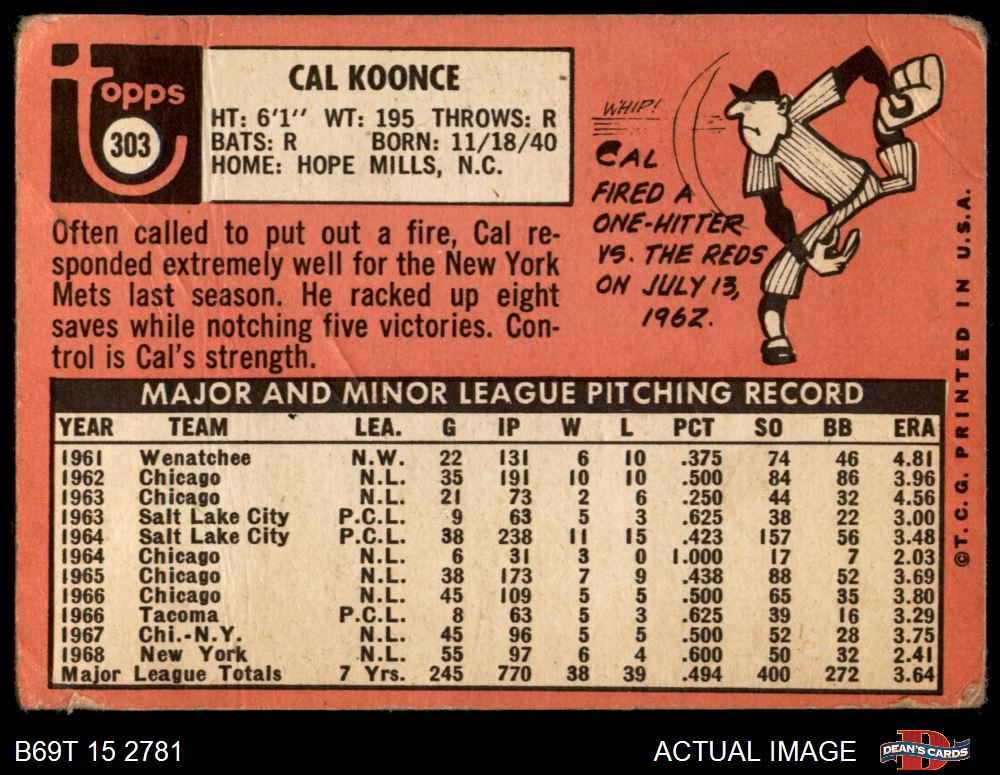 topps
303
CAL KOONCE
HT: 6'1" WT: 195 THROWS: R
BATS: R BORN: 11/18/40
HOME: HOPE MILLS, N.C.
Often called to put out a fire, Cal re-
sponded extremely well for the New York
Mets last season. He racked up eight
saves while notching five victories. Con-
trol is Cal's strength.
WHIP!
CAL
FIRED A
ONE-HITTER
VS. THE REDS
ON JULY 13,
1962.
MAJOR AND MINOR LEAGUE PITCHING RECORD
YEAR TEAM LEA. G IP W L PCT SO BB ERA
1961 Wenatchee N.W. 22 131 6 10 .375 74 46 4.81
1962 Chicago N.L. 35 191 10 10 .500 84 86 3.96
1963 Chicago N.L. 21 73 2 6 .250 44 32 4.56
1963 Salt Lake City P.C.L. 9 63 5 3 .625 38 22 3.00
1964 Salt Lake City P.C.L. 38 238 11 15 .423 157 56 3.48
1964 Chicago N.L. 6 31 3 0 1.000 17 7 2.03
1965 Chicago N.L. 38 173 7 9 .438 88 52 3.69
1966 Chicago N.L. 45 109 5 5 .500 65 35 3.80
1966 Tacoma P.C.L. 8 63 5 3 .625 39 16 3.29
1967 Chi.-N.Y. N.L. 45 96 5 5 .500 52 28 3.75
1968 New York N.L. 55 97 6 4 .600 50 32 2.41
Major League Totals 7 Yrs. 245 770 38 39 .494 400 272 3.64
©T.C.G. PRINTED IN U.S.A.
B69T 15 2781
ACTUAL IMAGE
D
DEAN'S CARDS